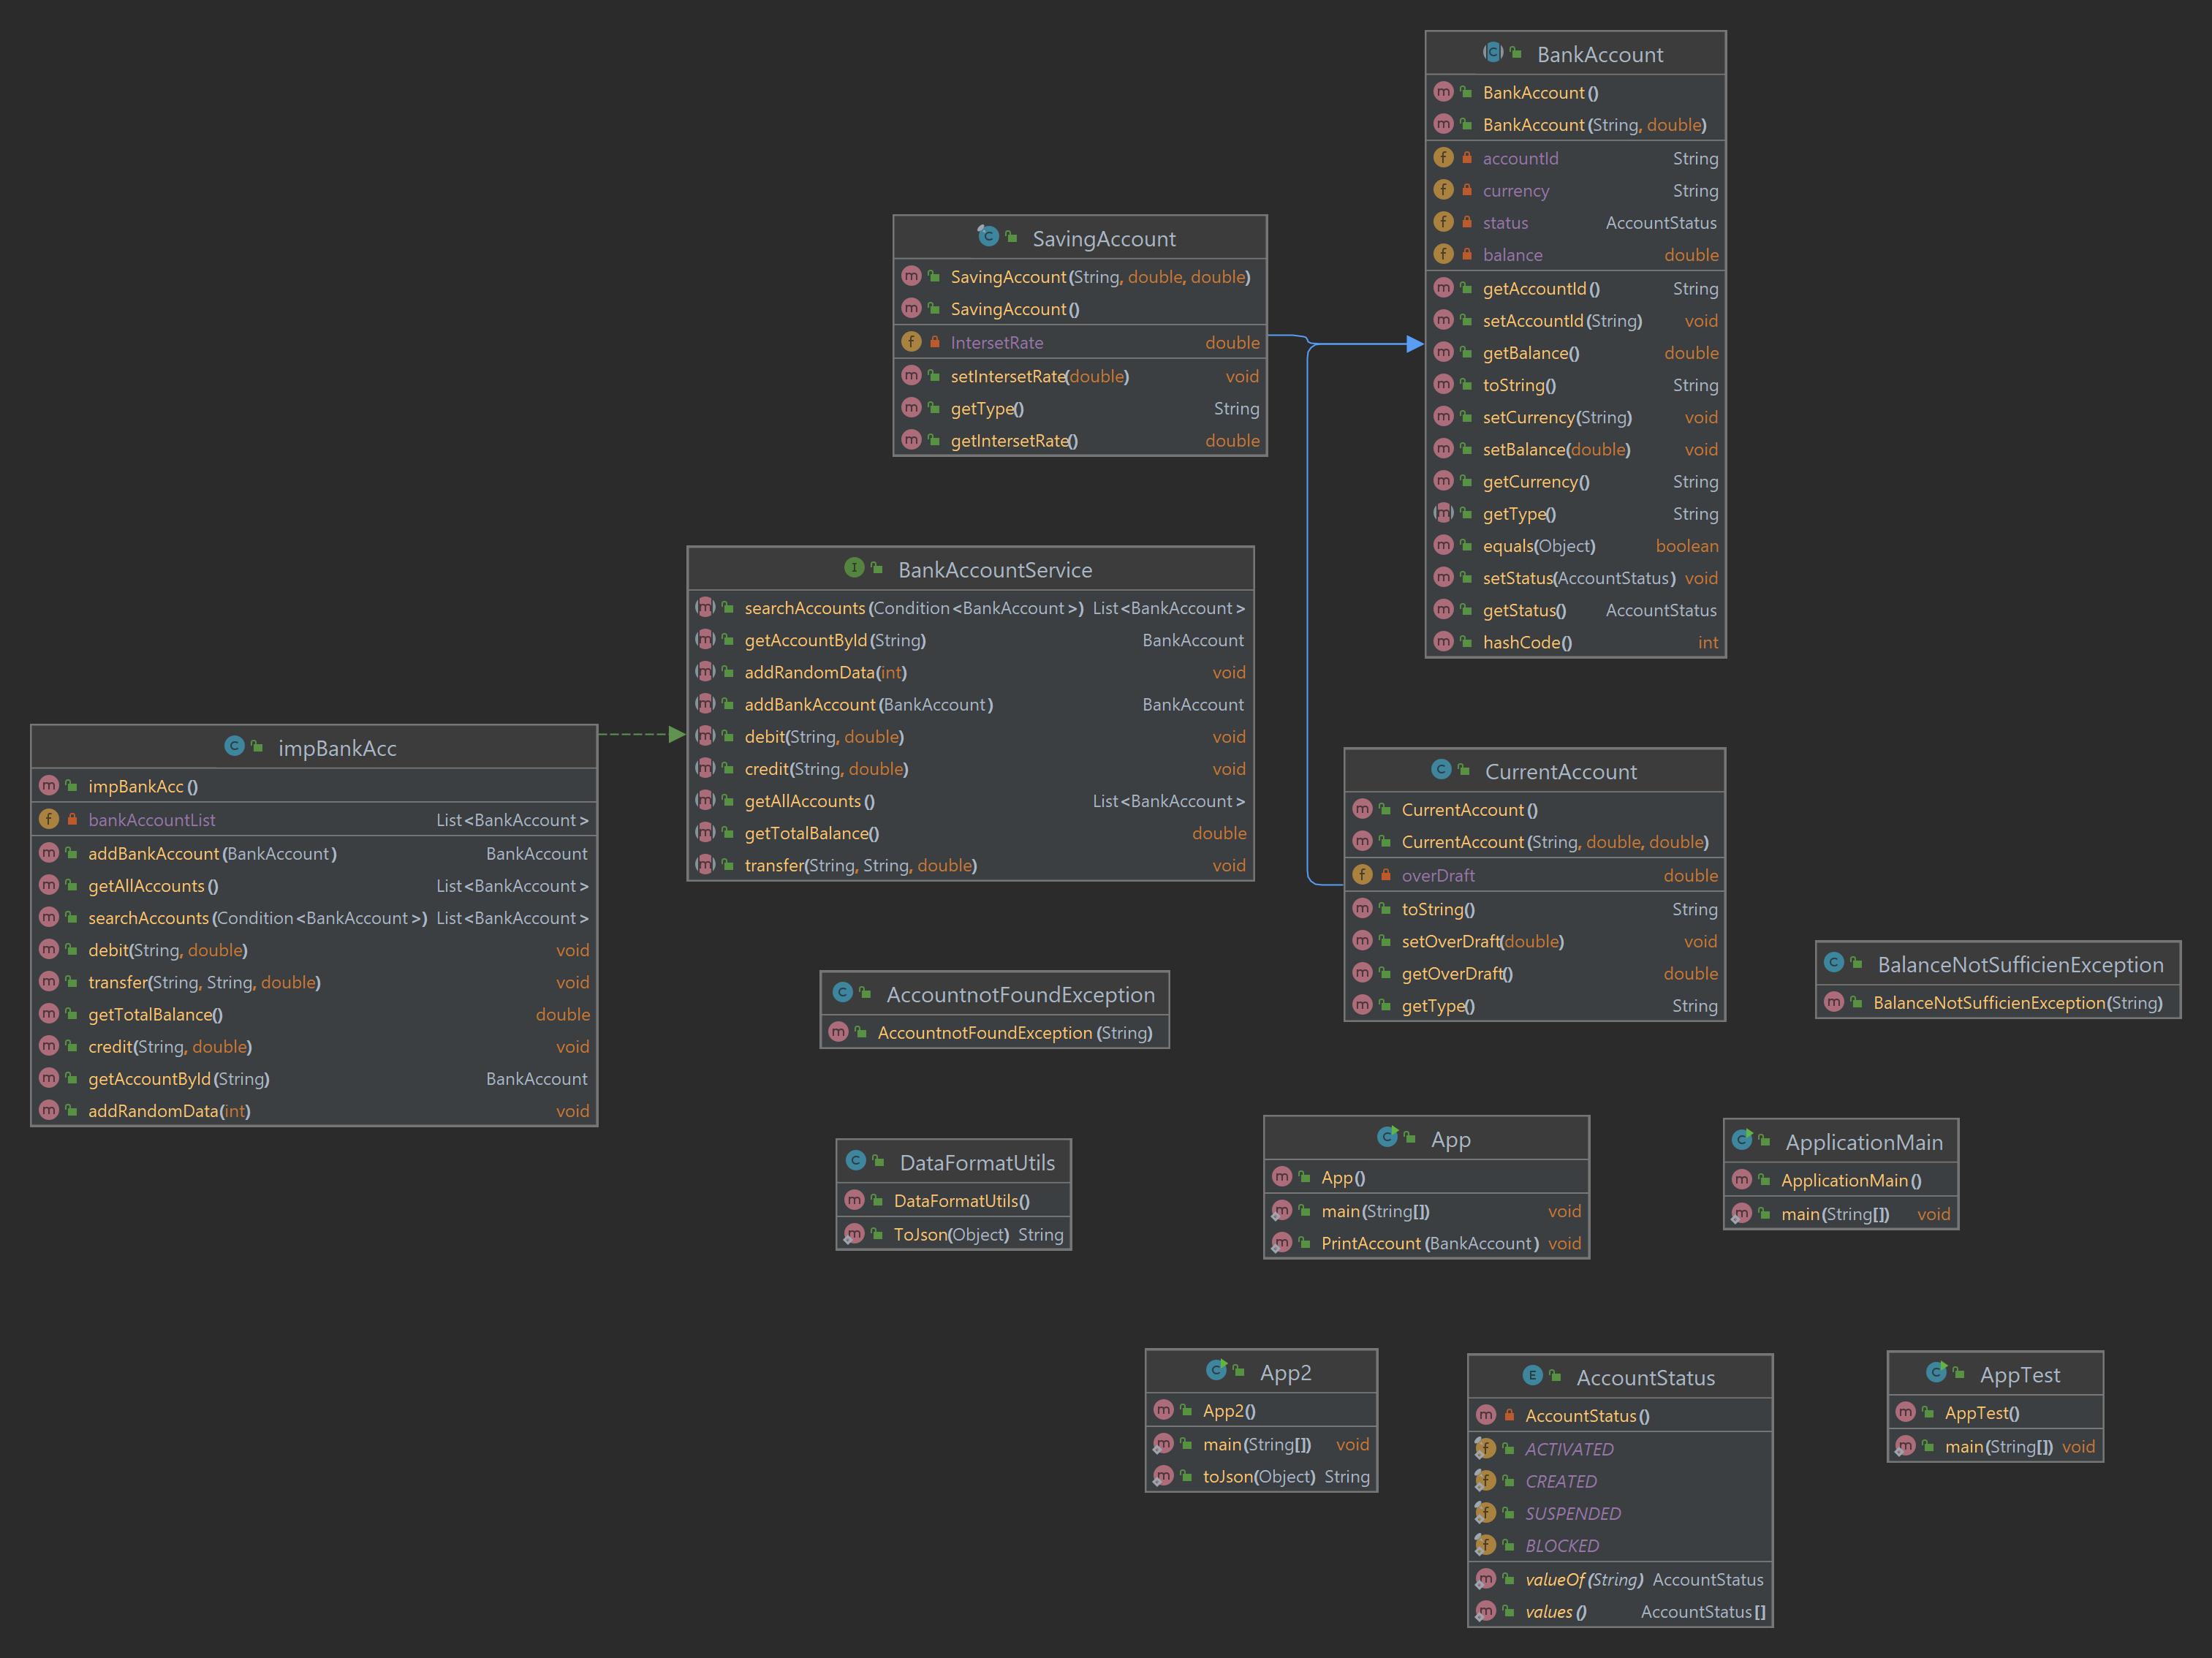 BankAccount
BankAccount()
BankAccount(String, double)
accountId String
currency String
status AccountStatus
balance double
getAccountId() String
setAccountId(String) void
getBalance() double
toString() String
setCurrency(String) void
setBalance(double) void
getCurrency() String
getType() String
equals(Object) boolean
setStatus(AccountStatus) void
getStatus() AccountStatus
hashCode() int
SavingAccount
SavingAccount(String, double, double)
SavingAccount()
IntersetRate double
setIntersetRate(double) void
getType() String
getIntersetRate() double
BankAccountService
searchAccounts(Condition<BankAccount>) List<BankAccount>
getAccountById(String) BankAccount
addRandomData(int) void
addBankAccount(BankAccount) BankAccount
debit(String, double) void
credit(String, double) void
getAllAccounts() List<BankAccount>
getTotalBalance() double
transfer(String, String, double) void
impBankAcc
impBankAcc()
bankAccountList List<BankAccount>
addBankAccount(BankAccount) BankAccount
getAllAccounts() List<BankAccount>
searchAccounts(Condition<BankAccount>) List<BankAccount>
debit(String, double) void
transfer(String, String, double) void
getTotalBalance() double
credit(String, double) void
getAccountById(String) BankAccount
addRandomData(int) void
CurrentAccount
CurrentAccount()
CurrentAccount(String, double, double)
overDraft double
toString() String
setOverDraft(double) void
getOverDraft() double
getType() String
BalanceNotSufficienException
BalanceNotSufficienException(String)
AccountnotFoundException
AccountnotFoundException(String)
DataFormatUtils
DataFormatUtils()
ToJson(Object) String
App
App()
main(String[]) void
PrintAccount(BankAccount) void
ApplicationMain
ApplicationMain()
main(String[]) void
App2
App2()
main(String[]) void
toJson(Object) String
AccountStatus
AccountStatus()
ACTIVATED
CREATED
SUSPENDED
BLOCKED
valueOf(String) AccountStatus
values() AccountStatus[]
AppTest
AppTest()
main(String[]) void